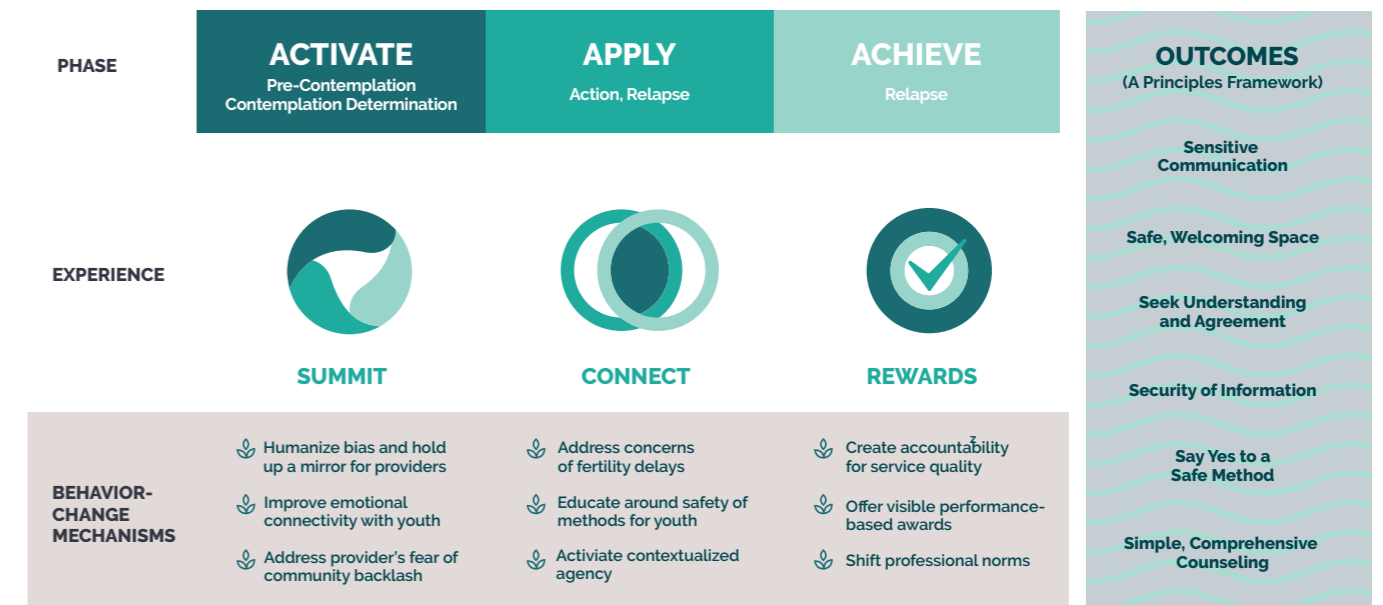 PHASE
ACTIVATE
Pre-Contemplation
Contemplation Determination
APPLY
Action, Relapse
ACHIEVE
Relapse
EXPERIENCE
SUMMIT
CONNECT
REWARDS
BEHAVIOR-
CHANGE
MECHANISMS
Humanize bias and hold
up a mirror for providers
Improve emotional
connectivity with youth
Address provider's fear of
community backlash
Address concerns
of fertility delays
Educate around safety of
methods for youth
Activiate contextualized
agency
z
Create accountability
for service quality
Offer visible performance-
based awards
Shift professional norms
OUTCOMES
(A Principles Framework)
Sensitive
Communication
Safe, Welcoming Space
Seek Understanding
and Agreement
Security of Information
Say Yes to a
Safe Method
Simple, Comprehensive
Counseling